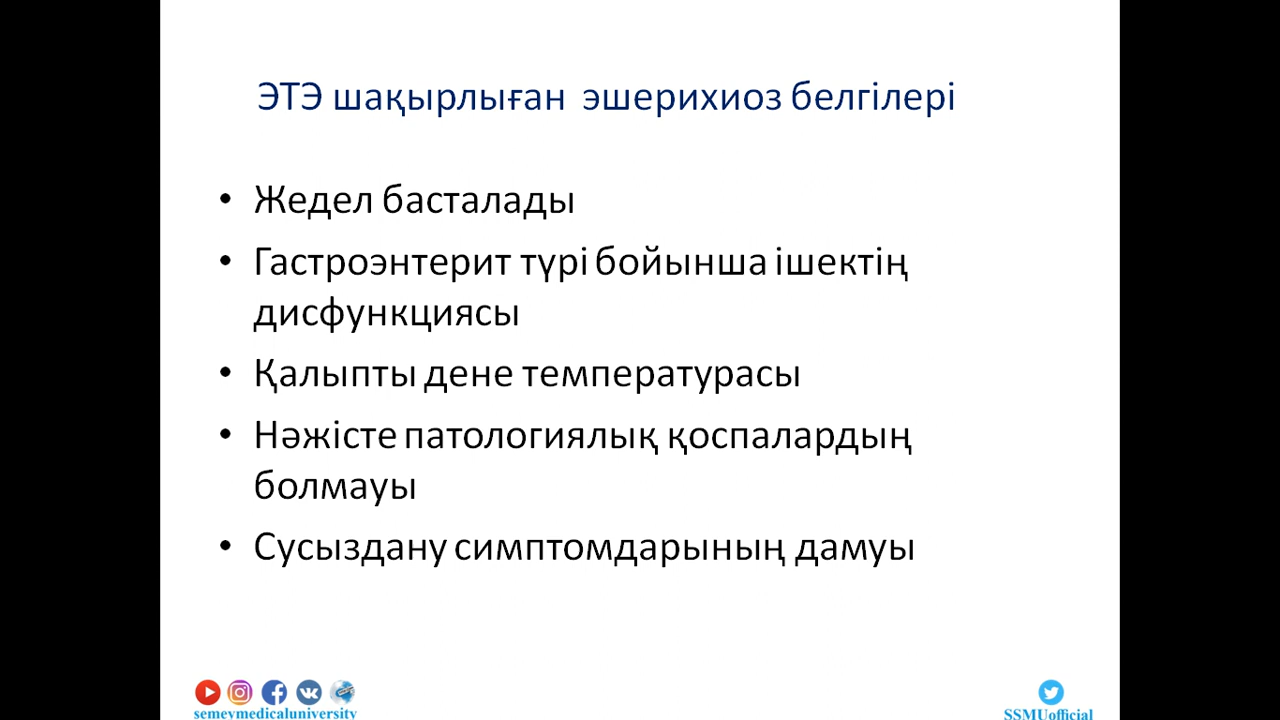 ЭТЭ шақырлыған эшерихиоз белгілері
• Жедел басталады
• Гастроэнтерит түрі бойынша ішектің
дисфункциясы
• Қалыпты дене температурасы
• Нәжісте патологиялық қоспалардың
болмауы
• Сусыздану симптомдарының дамуы
semeymedicaluniversity
SSMUofficial